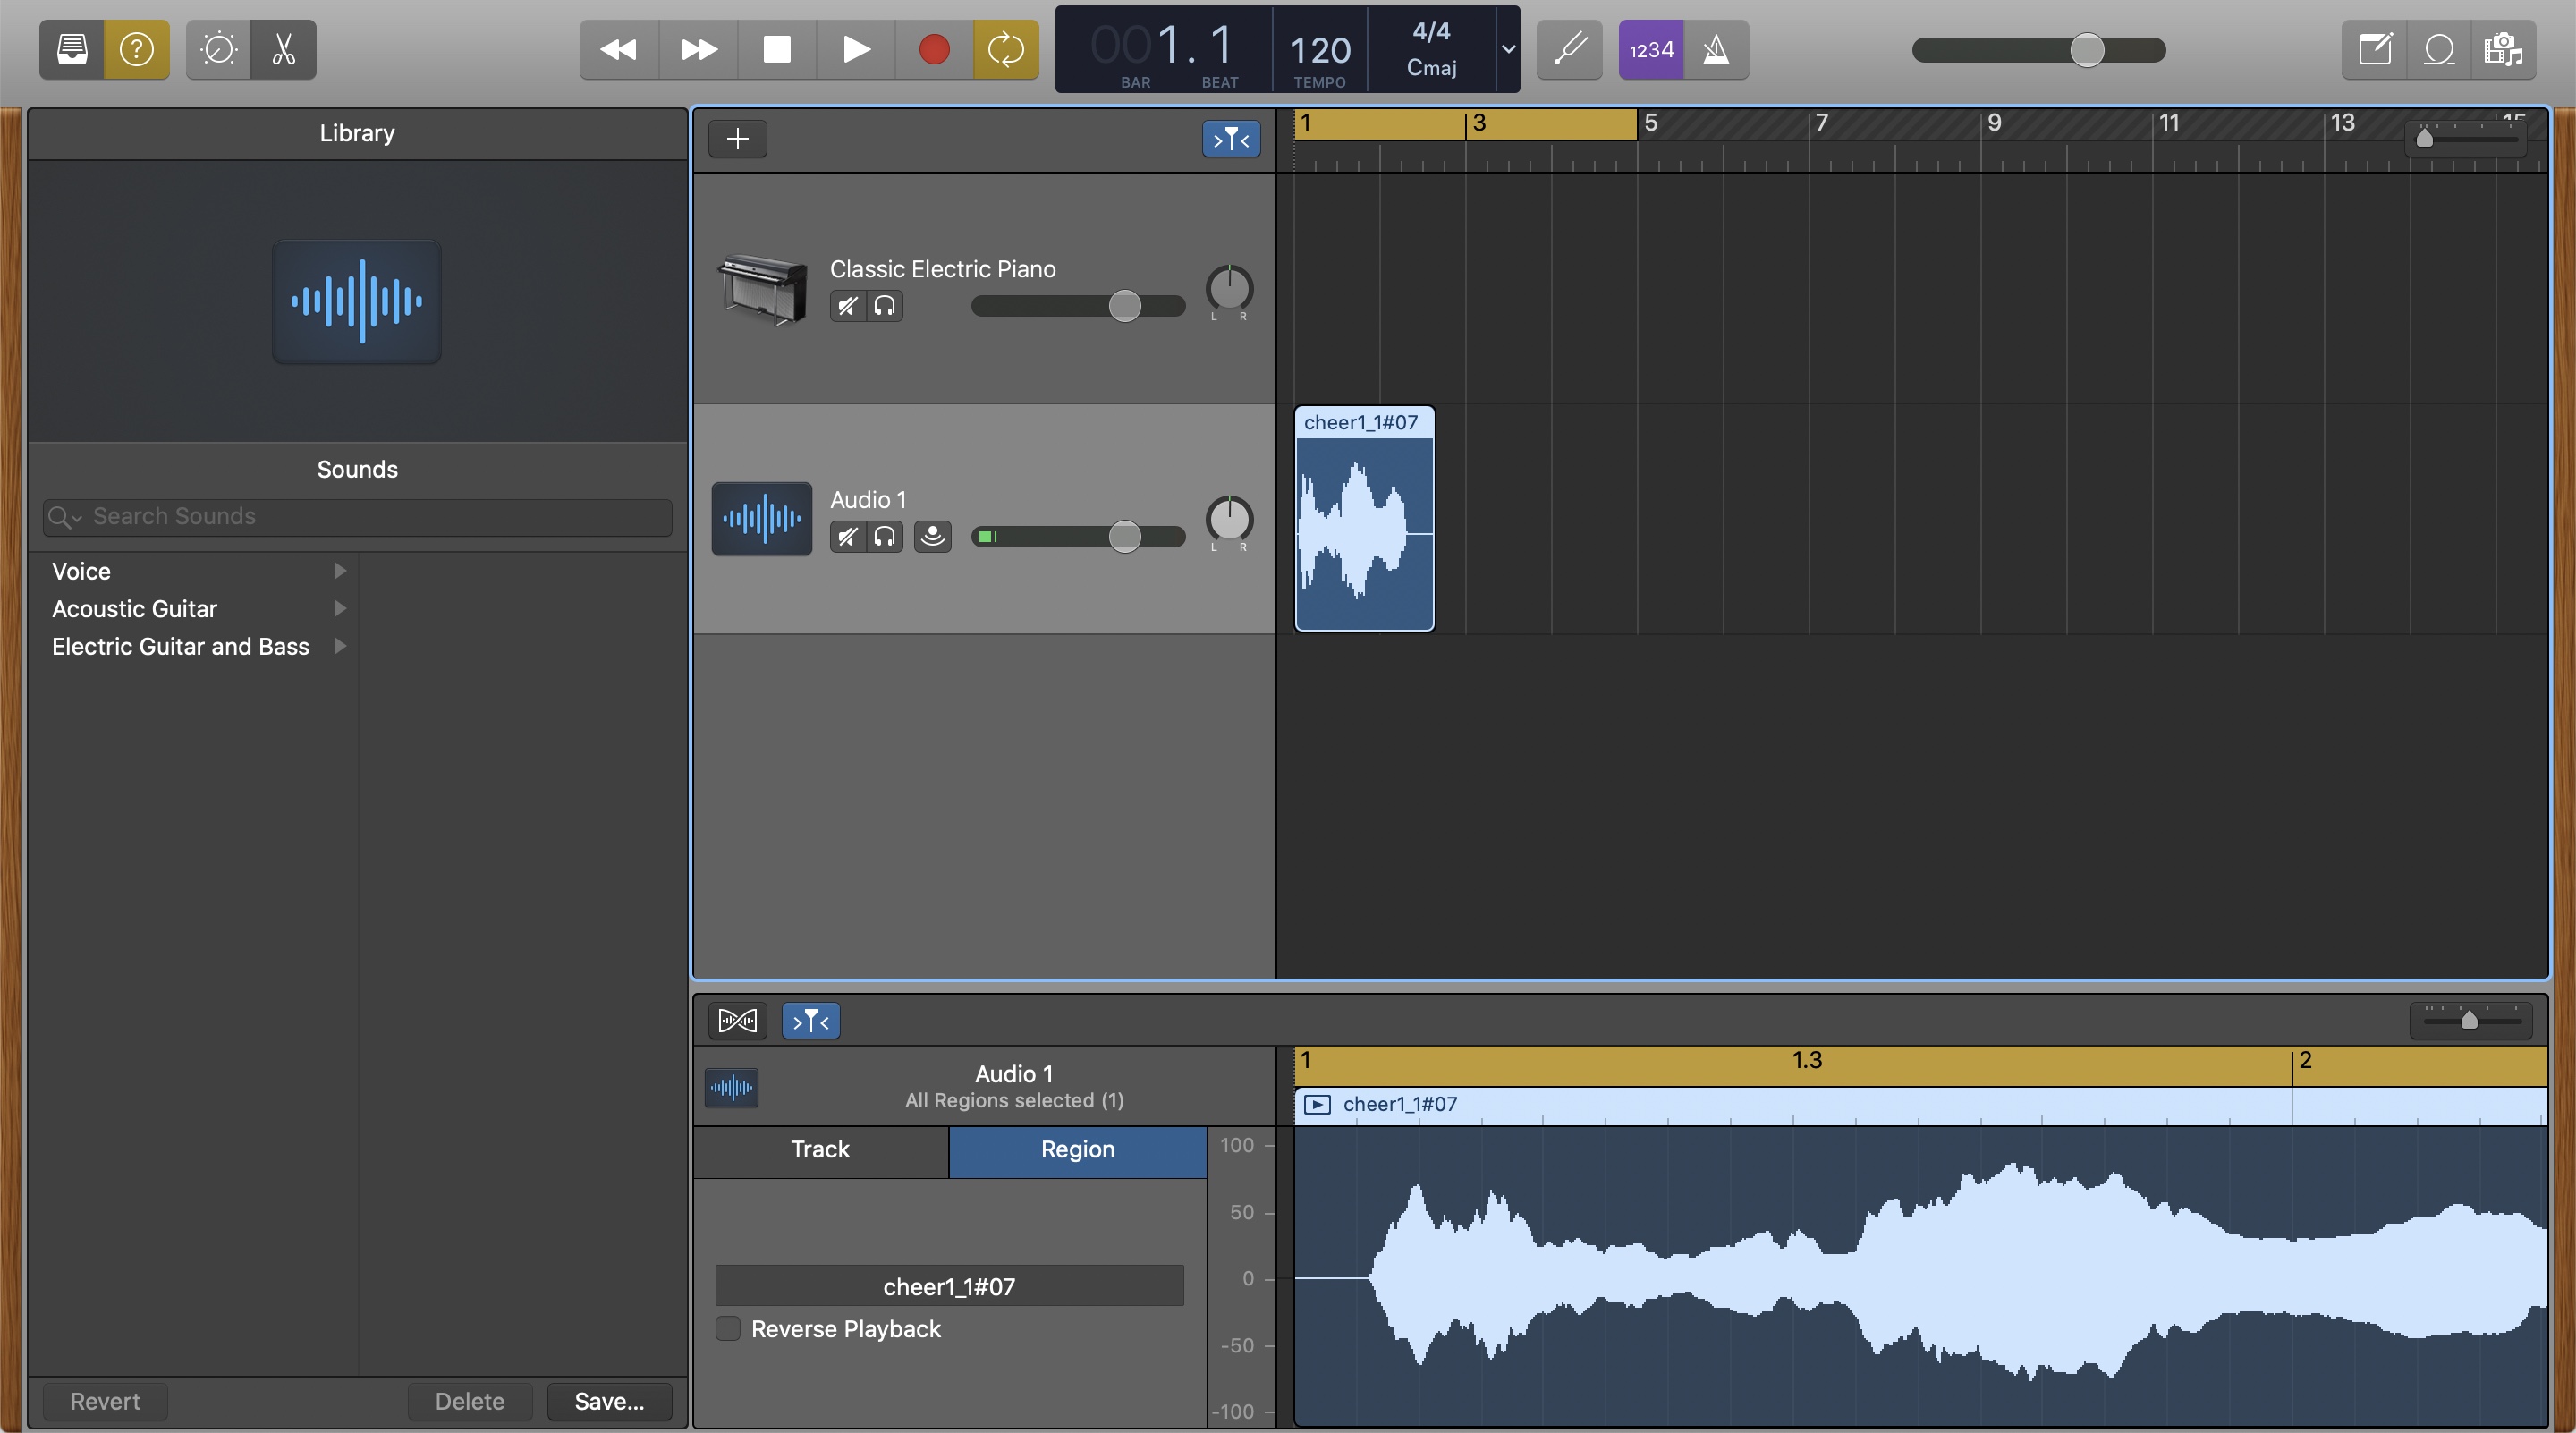 001. 1
BAR BEAT
120
TEMPO
4/4
Cmaj
1234
Library
Sounds
Search Sounds
Voice
Acoustic Guitar
Electric Guitar and Bass
Revert
Delete
Save...
1 3 5 7 9 11 13 15
Classic Electric Piano
L R
Audio 1
L R
cheer1_1#07
Audio 1
All Regions selected (1)
Track
Region
cheer1_1#07
Reverse Playback
1 1.3 2
cheer1_1#07
100
50
0
-50
-100